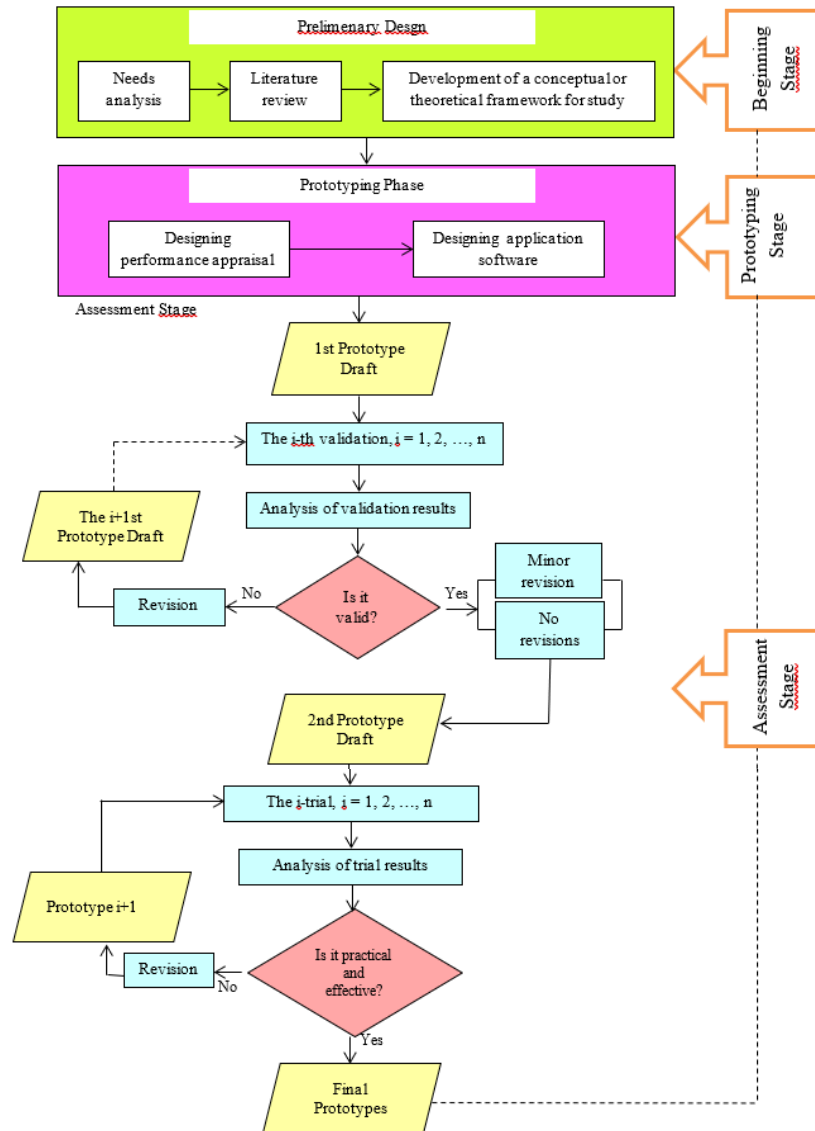 Prelimenary Desgn
Needs
analysis
Literature
review
Development of a conceptual or
theoretical framework for study
Beginning
Stage
Prototyping Phase
Designing
performance appraisal
Designing application
software
Prototyping
Stage
Assessment Stage
1st Prototype
Draft
The i-th validation, i = 1, 2, …, n
The i+1st
Prototype Draft
Analysis of validation results
Minor
revision
Revision
No
Is it
valid?
Yes
No
revisions
Assessment
Stage
2nd Prototype
Draft
The i-trial, i = 1, 2, …, n
Analysis of trial results
Prototype i+1
Is it practical
and
effective?
Revision
No
Yes
Final
Prototypes